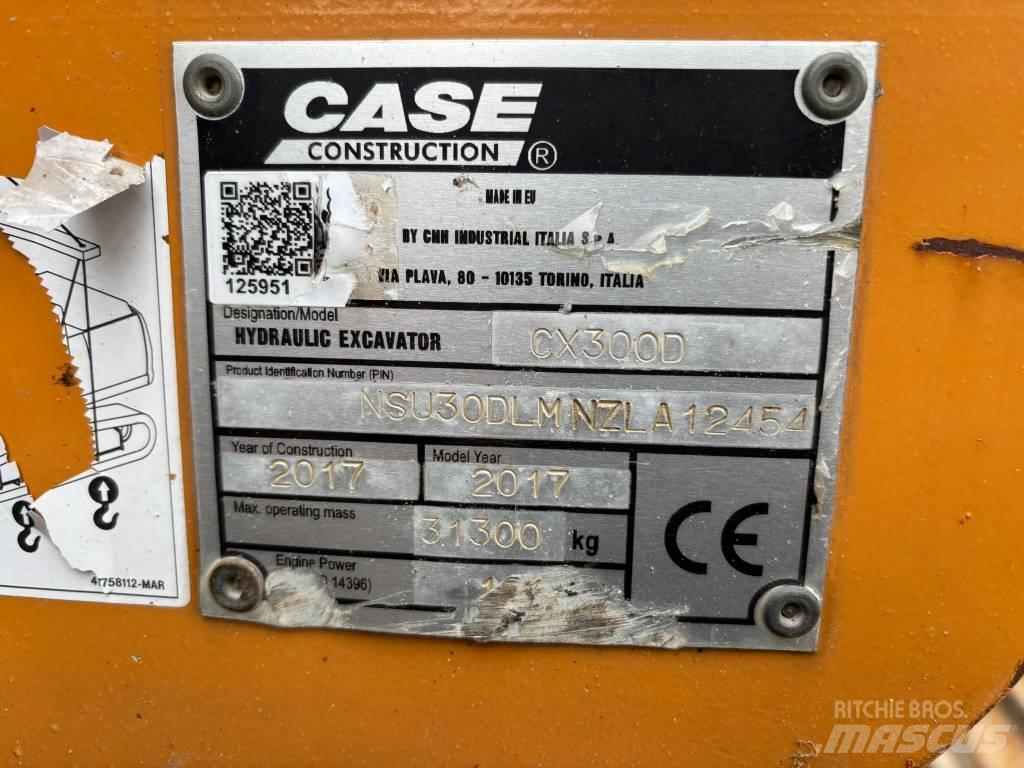 CASE
CONSTRUCTION ®
MADE IN EU
BY CNH INDUSTRIAL ITALIA S.p.A
VIA PLAVA, 80 - 10135 TORINO, ITALIA
125951
Designation/Model
HYDRAULIC EXCAVATOR CX300D
Product Identification Number (PIN)
NSU30DLMNZLA12454
Year of Construction Model Year
2017 2017
Max. operating mass
31300 kg
CE
Engine Power
14396)
47758112-MAR
RITCHIE BROS.
MASCUS